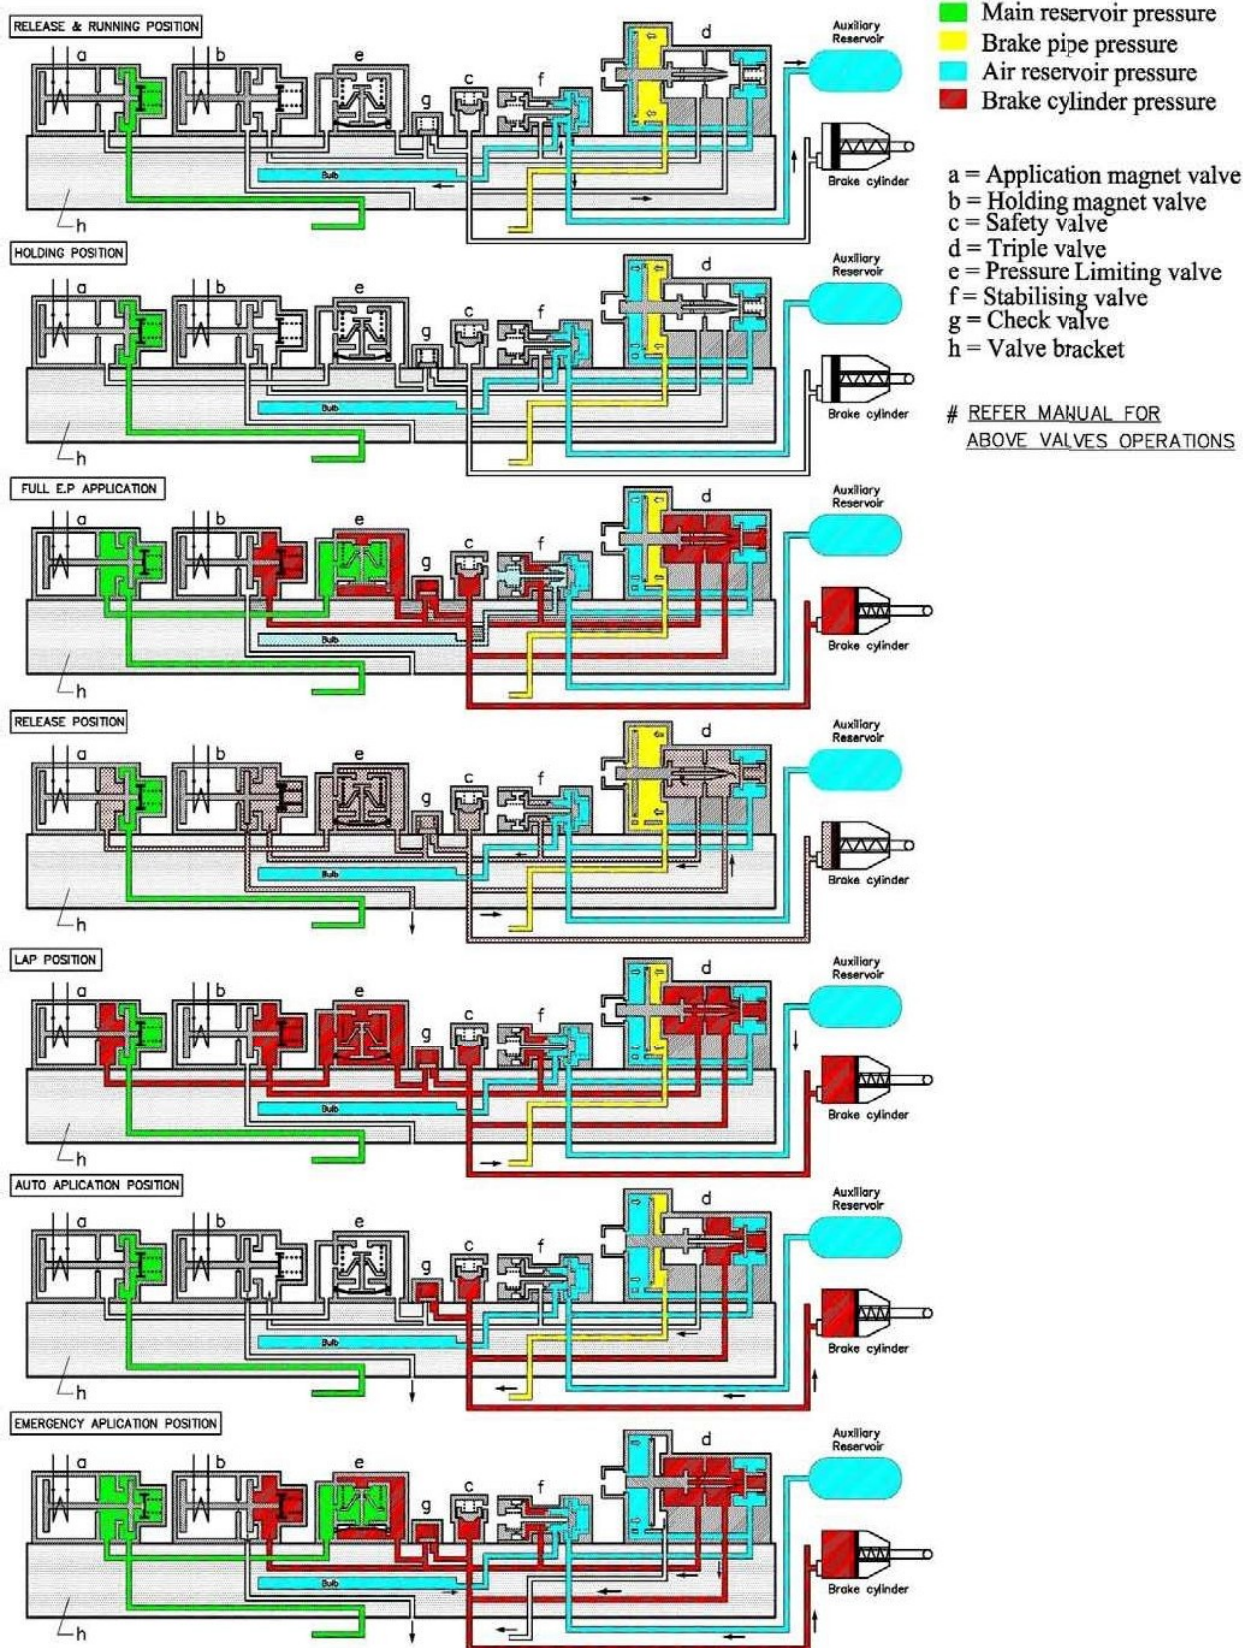 RELEASE & RUNNING POSITION
a b e g c f d
Auxiliary
Reservoir
Bulb
Brake cylinder
h
Main reservoir pressure
Brake pipe pressure
Air reservoir pressure
Brake cylinder pressure
a = Application magnet valve
b = Holding magnet valve
c = Safety valve
d = Triple valve
e = Pressure Limiting valve
f = Stabilising valve
g = Check valve
h = Valve bracket
# REFER MANUAL FOR
ABOVE VALVES OPERATIONS
HOLDING POSITION
a b e g c f d
Auxiliary
Reservoir
Bulb
Brake cylinder
h
FULL E.P APPLICATION
a b e g c f d
Auxiliary
Reservoir
Bulb
Brake cylinder
h
RELEASE POSITION
a b e g c f d
Auxiliary
Reservoir
Bulb
Brake cylinder
h
LAP POSITION
a b e g c f d
Auxiliary
Reservoir
Bulb
Brake cylinder
h
AUTO APLICATION POSITION
a b e g c f d
Auxiliary
Reservoir
Bulb
Brake cylinder
h
EMERGENCY APLICATION POSITION
a b e g c f d
Auxiliary
Reservoir
Bulb
Brake cylinder
h